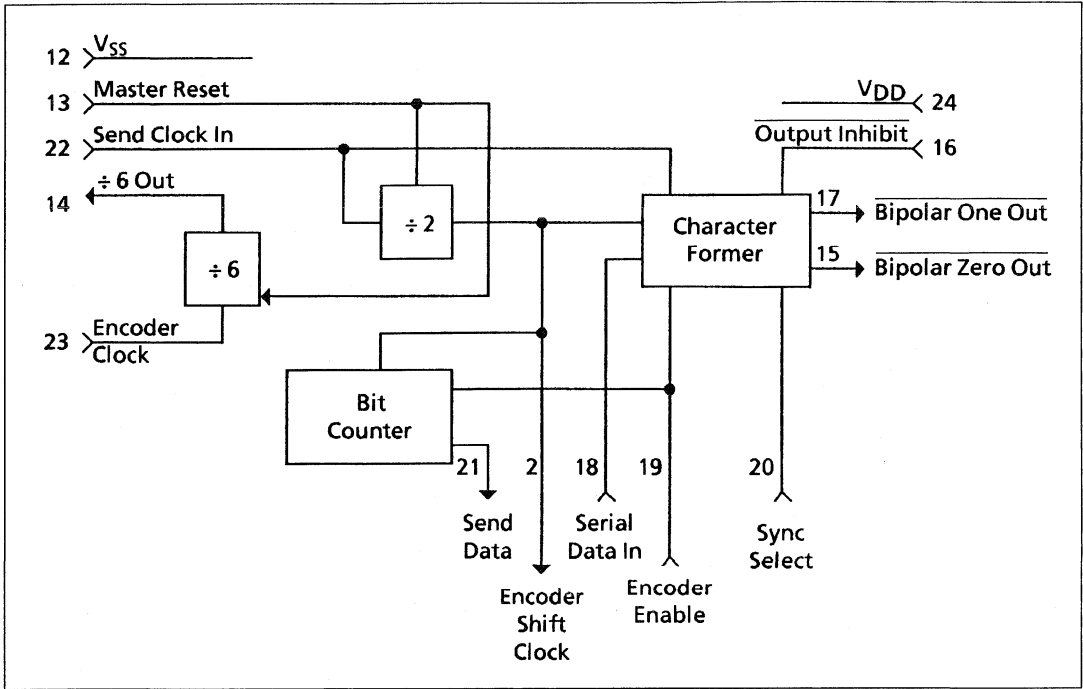 12 VSS
13 Master Reset
22 Send Clock In
14 ÷ 6 Out
23 Encoder
Clock
÷ 6
÷ 2
Bit
Counter
Character
Former
VDD 24
Output Inhibit 16
17 Bipolar One Out
15 Bipolar Zero Out
21 2 18 19 20
Send
Data
Encoder
Shift
Clock
Serial
Data In
Encoder
Enable
Sync
Select